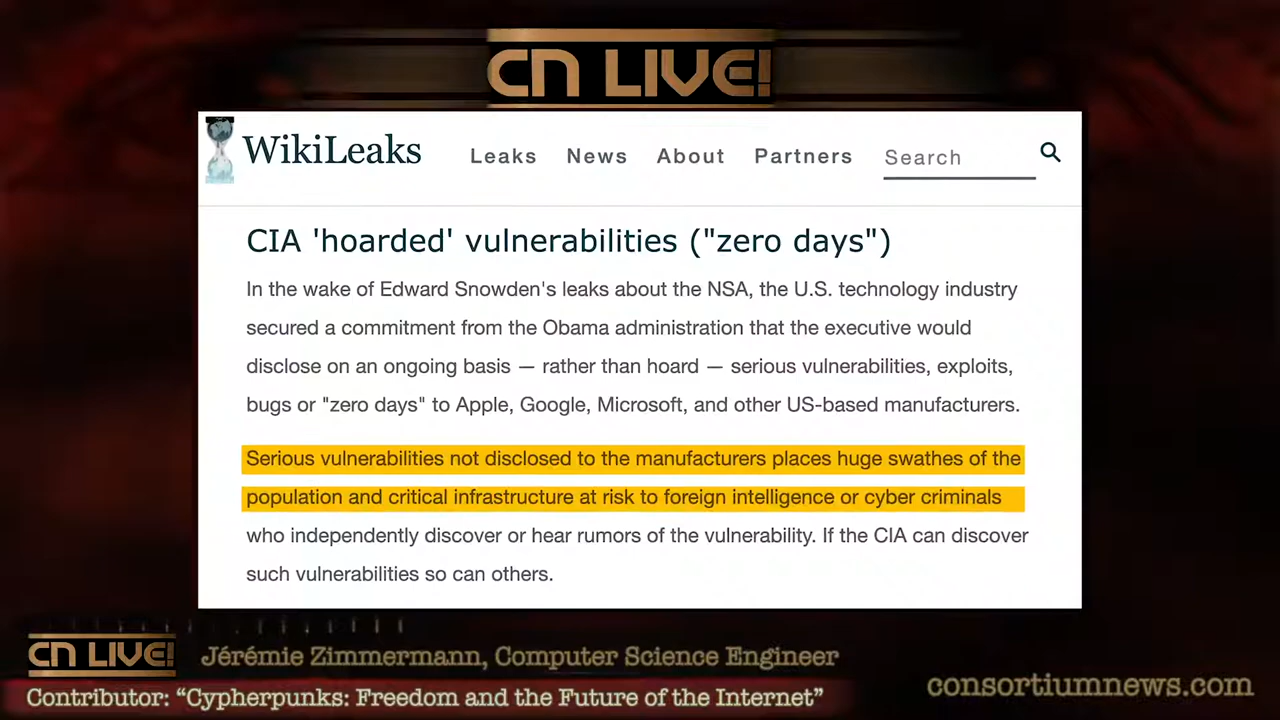 CN LIVE!
WikiLeaks
Leaks News About Partners Search
CIA 'hoarded' vulnerabilities ("zero days")
In the wake of Edward Snowden's leaks about the NSA, the U.S. technology industry
secured a commitment from the Obama administration that the executive would
disclose on an ongoing basis — rather than hoard — serious vulnerabilities, exploits,
bugs or "zero days" to Apple, Google, Microsoft, and other US-based manufacturers.
Serious vulnerabilities not disclosed to the manufacturers places huge swathes of the
population and critical infrastructure at risk to foreign intelligence or cyber criminals
who independently discover or hear rumors of the vulnerability. If the CIA can discover
such vulnerabilities so can others.
CN LIVE!
Jérémie Zimmermann, Computer Science Engineer
Contributor: “Cypherpunks: Freedom and the Future of the Internet”
consortiumnews.com